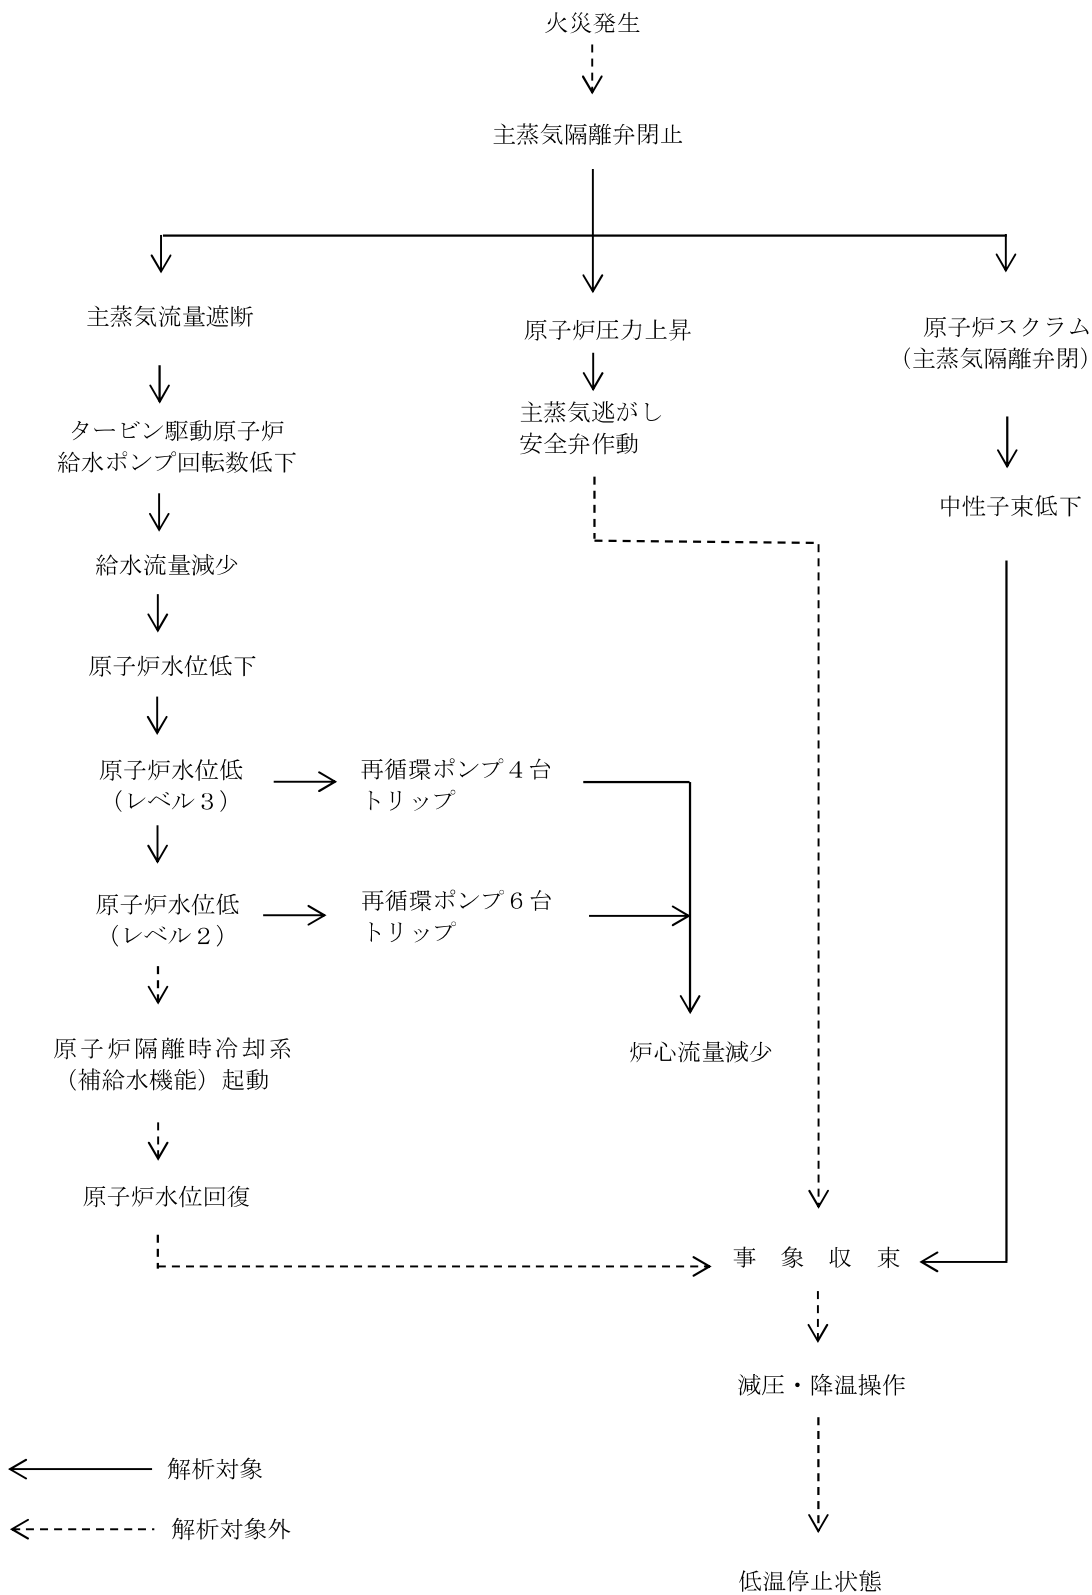 火災発生
主蒸気隔離弁閉止
主蒸気流量遮断
タービン駆動原子炉
給水ポンプ回転数低下
給水流量減少
原子炉水位低下
原子炉水位低
（レベル３）
再循環ポンプ４台
トリップ
原子炉水位低
（レベル２）
再循環ポンプ６台
トリップ
炉心流量減少
原子炉隔離時冷却系
（補給水機能）起動
原子炉水位回復
原子炉圧力上昇
主蒸気逃がし
安全弁作動
原子炉スクラム
（主蒸気隔離弁閉）
中性子束低下
事象収束
減圧・降温操作
低温停止状態
解析対象
解析対象外